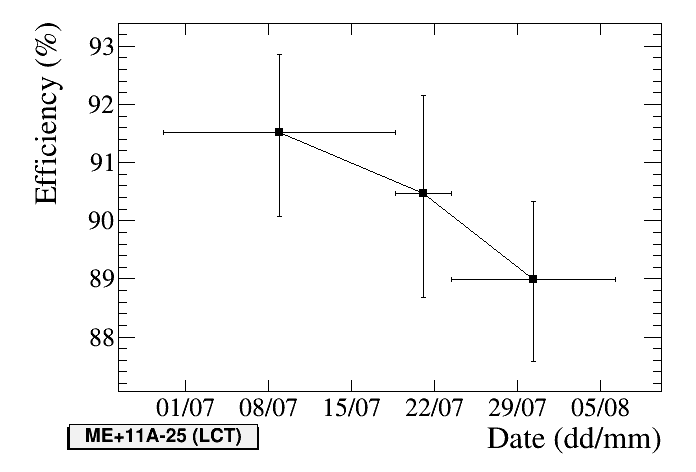 Efficiency (%)
93
92
91
90
89
88
01/07 08/07 15/07 22/07 29/07 05/08
ME+11A-25 (LCT)
Date (dd/mm)